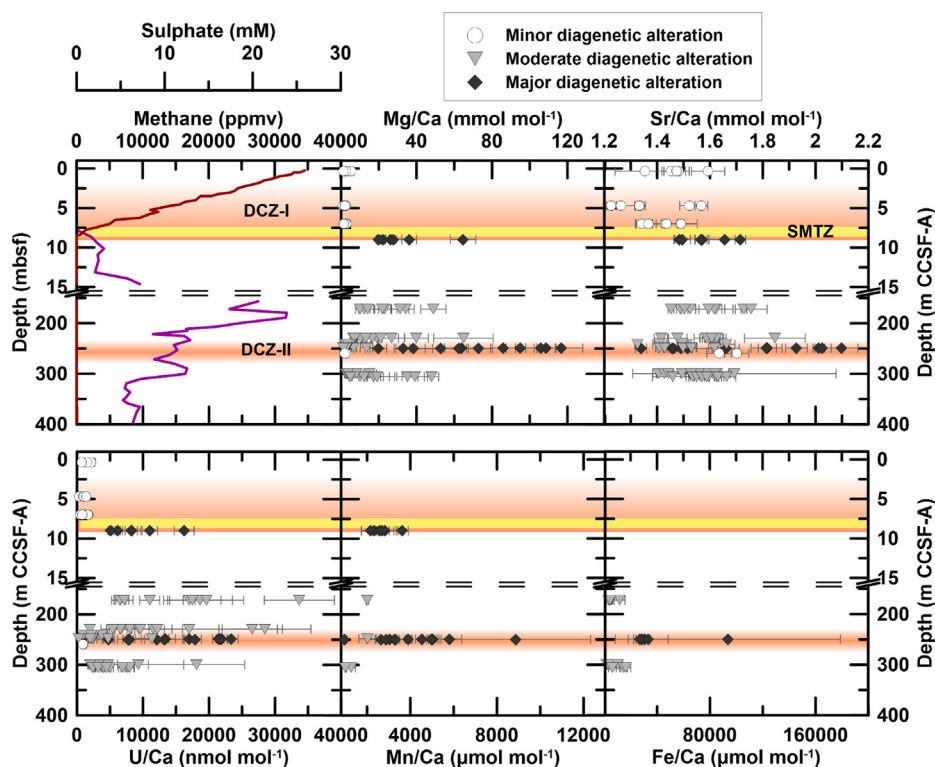 Sulphate (mM)
0 10 20 30
Minor diagenetic alteration
Moderate diagenetic alteration
Major diagenetic alteration
Methane (ppmv) Mg/Ca (mmol mol-1) Sr/Ca (mmol mol-1)
0 10000 20000 30000 40000 40 80 120 1.2 1.4 1.6 1.8 2 2.2
DCZ-I
SMTZ
DCZ-II
0 5 10 15 200 300 400
Depth (mbsf)
0 5 10 15 200 300 400
Depth (m CCSF-A)
0 5 10 15 200 300 400
Depth (m CCSF-A)
0 5 10 15 200 300 400
Depth (m CCSF-A)
0 10000 20000 30000 40000 4000 8000 12000 80000 160000
U/Ca (nmol mol-1) Mn/Ca (µmol mol-1) Fe/Ca (µmol mol-1)